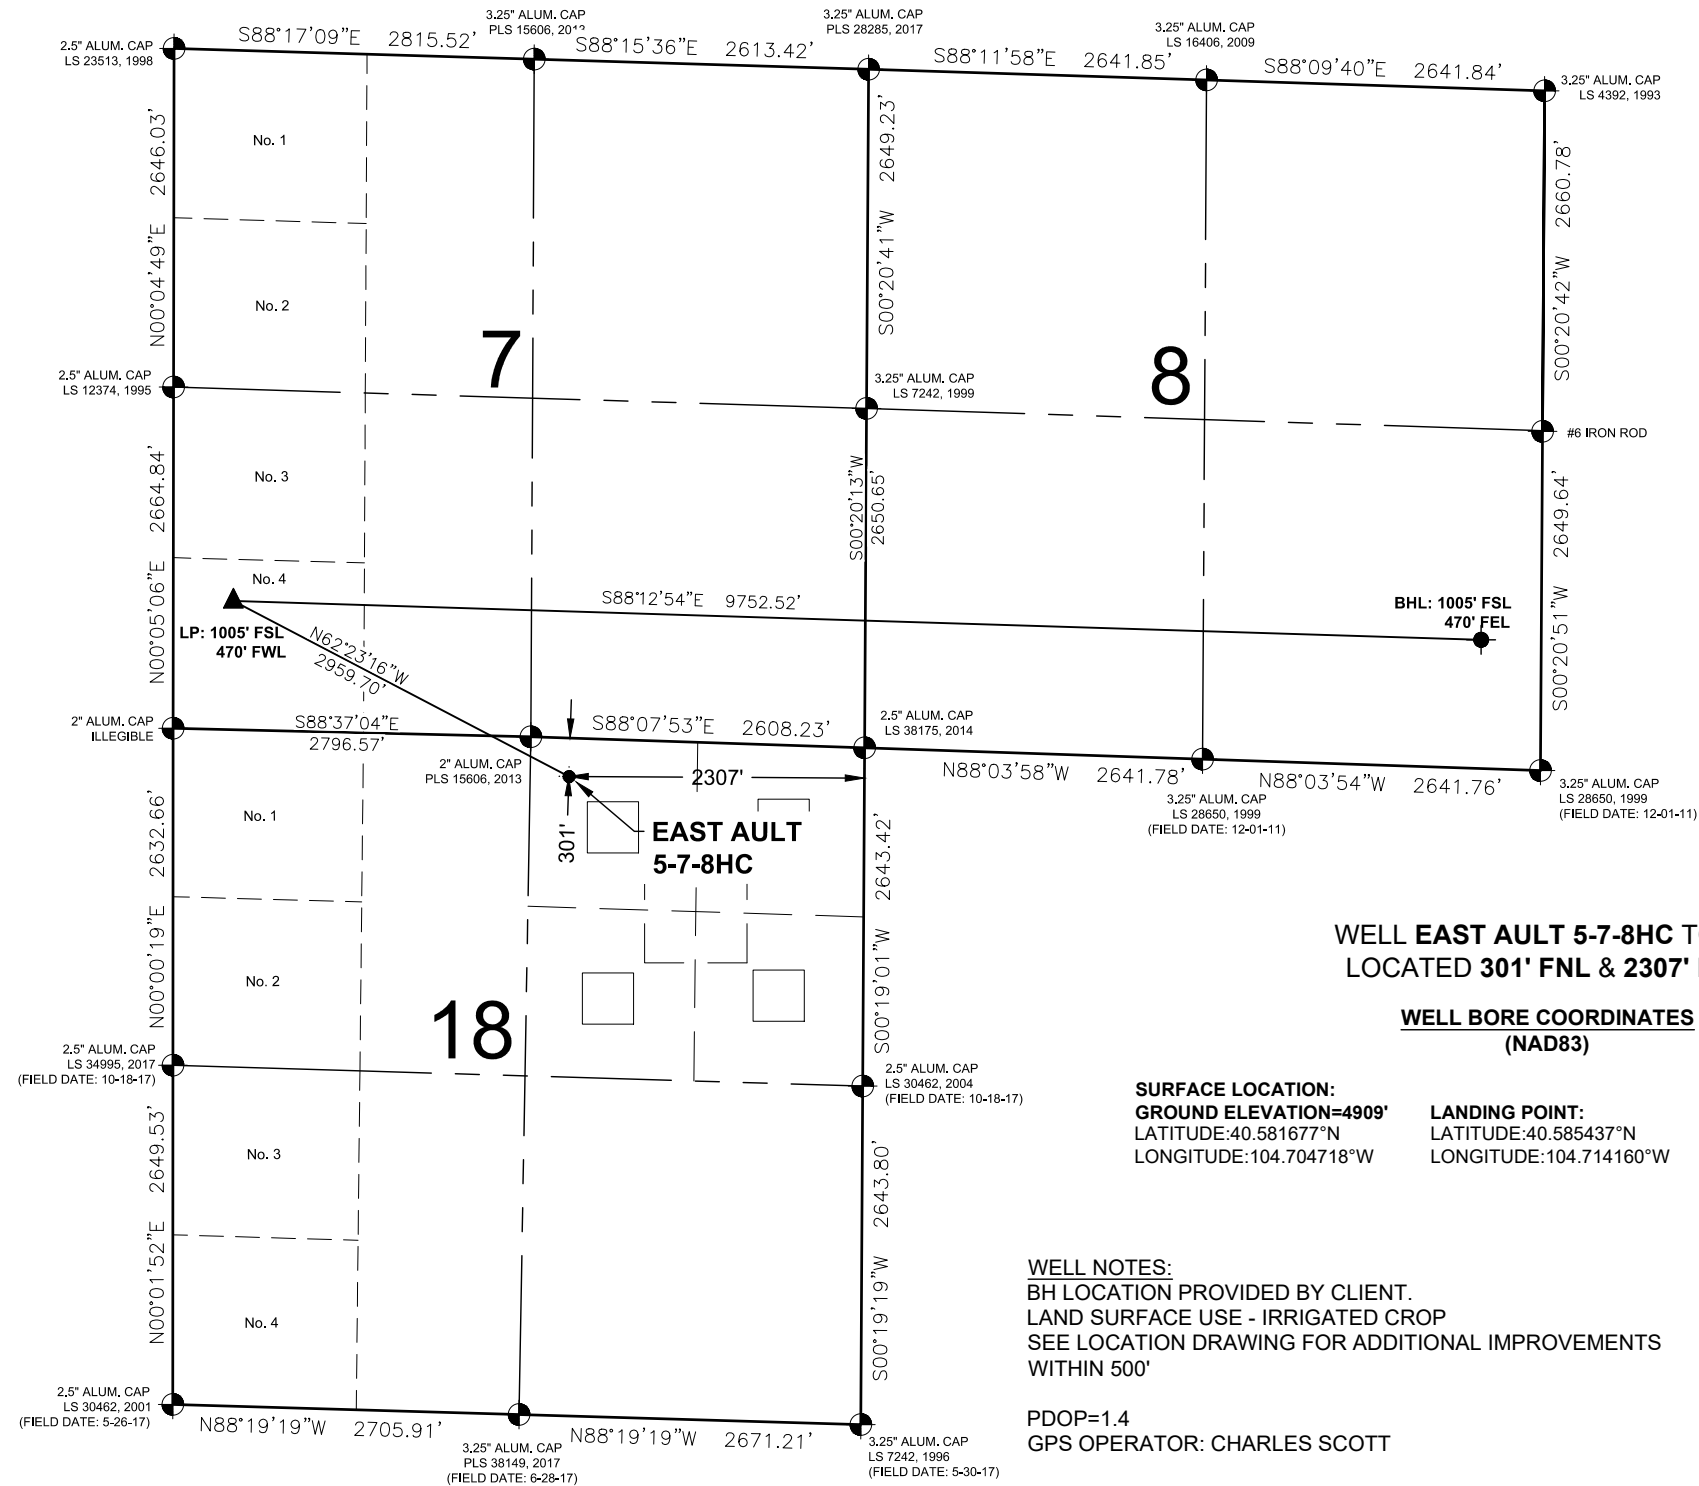 3.25" ALUM. CAP
PLS 15606, 2012
3.25" ALUM. CAP
PLS 28285, 2017
3.25" ALUM. CAP
LS 16406, 2009
2.5" ALUM. CAP
LS 23513, 1998
S88°17'09"E 2815.52'
S88°15'36"E 2613.42'
S88°11'58"E 2641.85'
S88°09'40"E 2641.84'
3.25" ALUM. CAP
LS 4392, 1993
N00°04'49"E 2646.03'
No. 1
No. 2
S00°20'41"W 2649.23'
S00°20'42"W 2660.78'
7
8
2.5" ALUM. CAP
LS 12374, 1995
3.25" ALUM. CAP
LS 7242, 1999
#6 IRON ROD
N00°05'06"E 2664.84'
No. 3
No. 4
S00°20'13"W
2650.65'
S00°20'51"W 2649.64'
S88°12'54"E 9752.52'
LP: 1005' FSL
470' FWL
N62°23'16"W
2959.70'
BHL: 1005' FSL
470' FEL
2" ALUM. CAP
ILLEGIBLE
S88°37'04"E
2796.57'
S88°07'53"E 2608.23'
2.5" ALUM. CAP
LS 38175, 2014
2" ALUM. CAP
PLS 15606, 2013
2307'
N88°03'58"W 2641.78'
N88°03'54"W 2641.76'
3.25" ALUM. CAP
LS 28650, 1999
(FIELD DATE: 12-01-11)
3.25" ALUM. CAP
LS 28650, 1999
(FIELD DATE: 12-01-11)
N00°00'19"E 2632.66'
No. 1
301'
EAST AULT
5-7-8HC
S00°19'01"W 2643.42'
No. 2
18
WELL EAST AULT 5-7-8HC
LOCATED 301' FNL & 2307'
WELL BORE COORDINATES
(NAD83)
2.5" ALUM. CAP
LS 34995, 2017
(FIELD DATE: 10-18-17)
2.5" ALUM. CAP
LS 30462, 2004
(FIELD DATE: 10-18-17)
SURFACE LOCATION:
GROUND ELEVATION=4909'
LATITUDE:40.581677°N
LONGITUDE:104.704718°W
LANDING POINT:
LATITUDE:40.585437°N
LONGITUDE:104.714160°W
N00°01'52"E 2649.53'
No. 3
No. 4
S00°19'19"W 2643.80'
WELL NOTES:
BH LOCATION PROVIDED BY CLIENT.
LAND SURFACE USE - IRRIGATED CROP
SEE LOCATION DRAWING FOR ADDITIONAL IMPROVEMENTS
WITHIN 500'
PDOP=1.4
GPS OPERATOR: CHARLES SCOTT
2.5" ALUM. CAP
LS 30462, 2001
(FIELD DATE: 5-26-17)
N88°19'19"W 2705.91'
N88°19'19"W 2671.21'
3.25" ALUM. CAP
PLS 38149, 2017
(FIELD DATE: 6-28-17)
3.25" ALUM. CAP
LS 7242, 1996
(FIELD DATE: 5-30-17)